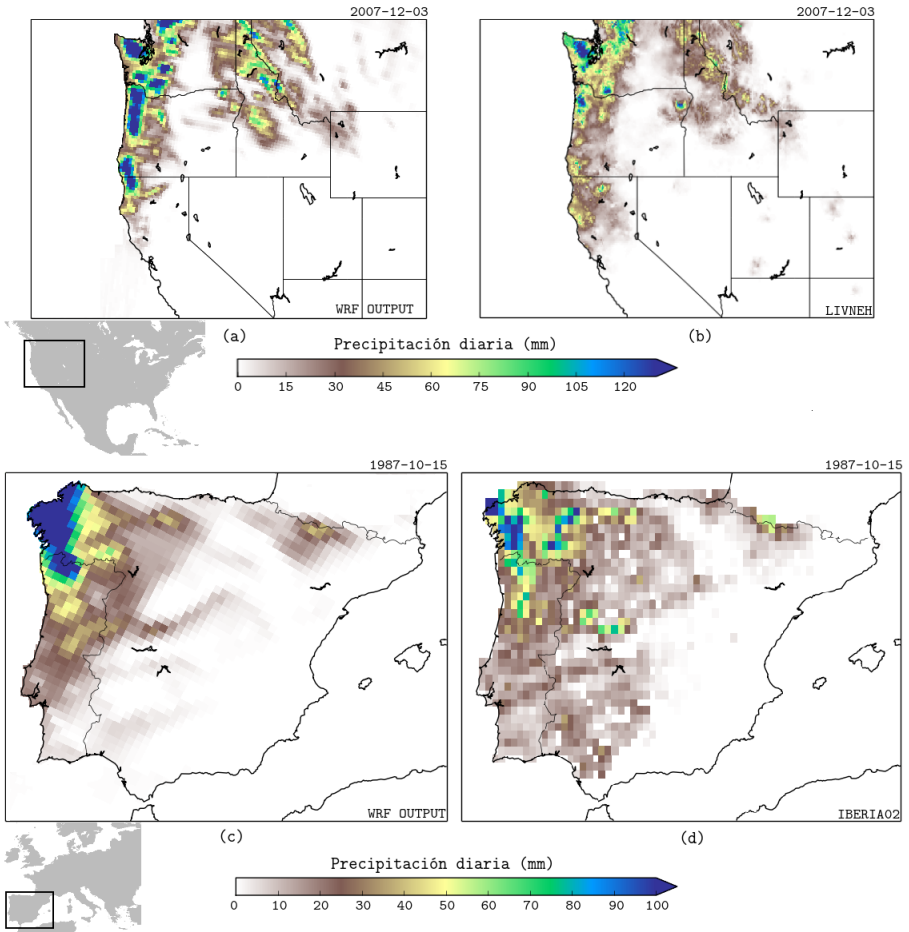 2007-12-03
2007-12-03
WRF OUTPUT
LIVNEH
(a)
(b)
Precipitación diaria (mm)
0 15 30 45 60 75 90 105 120
1987-10-15
1987-10-15
WRF OUTPUT
IBERIA02
(c)
(d)
Precipitación diaria (mm)
0 10 20 30 40 50 60 70 80 90 100